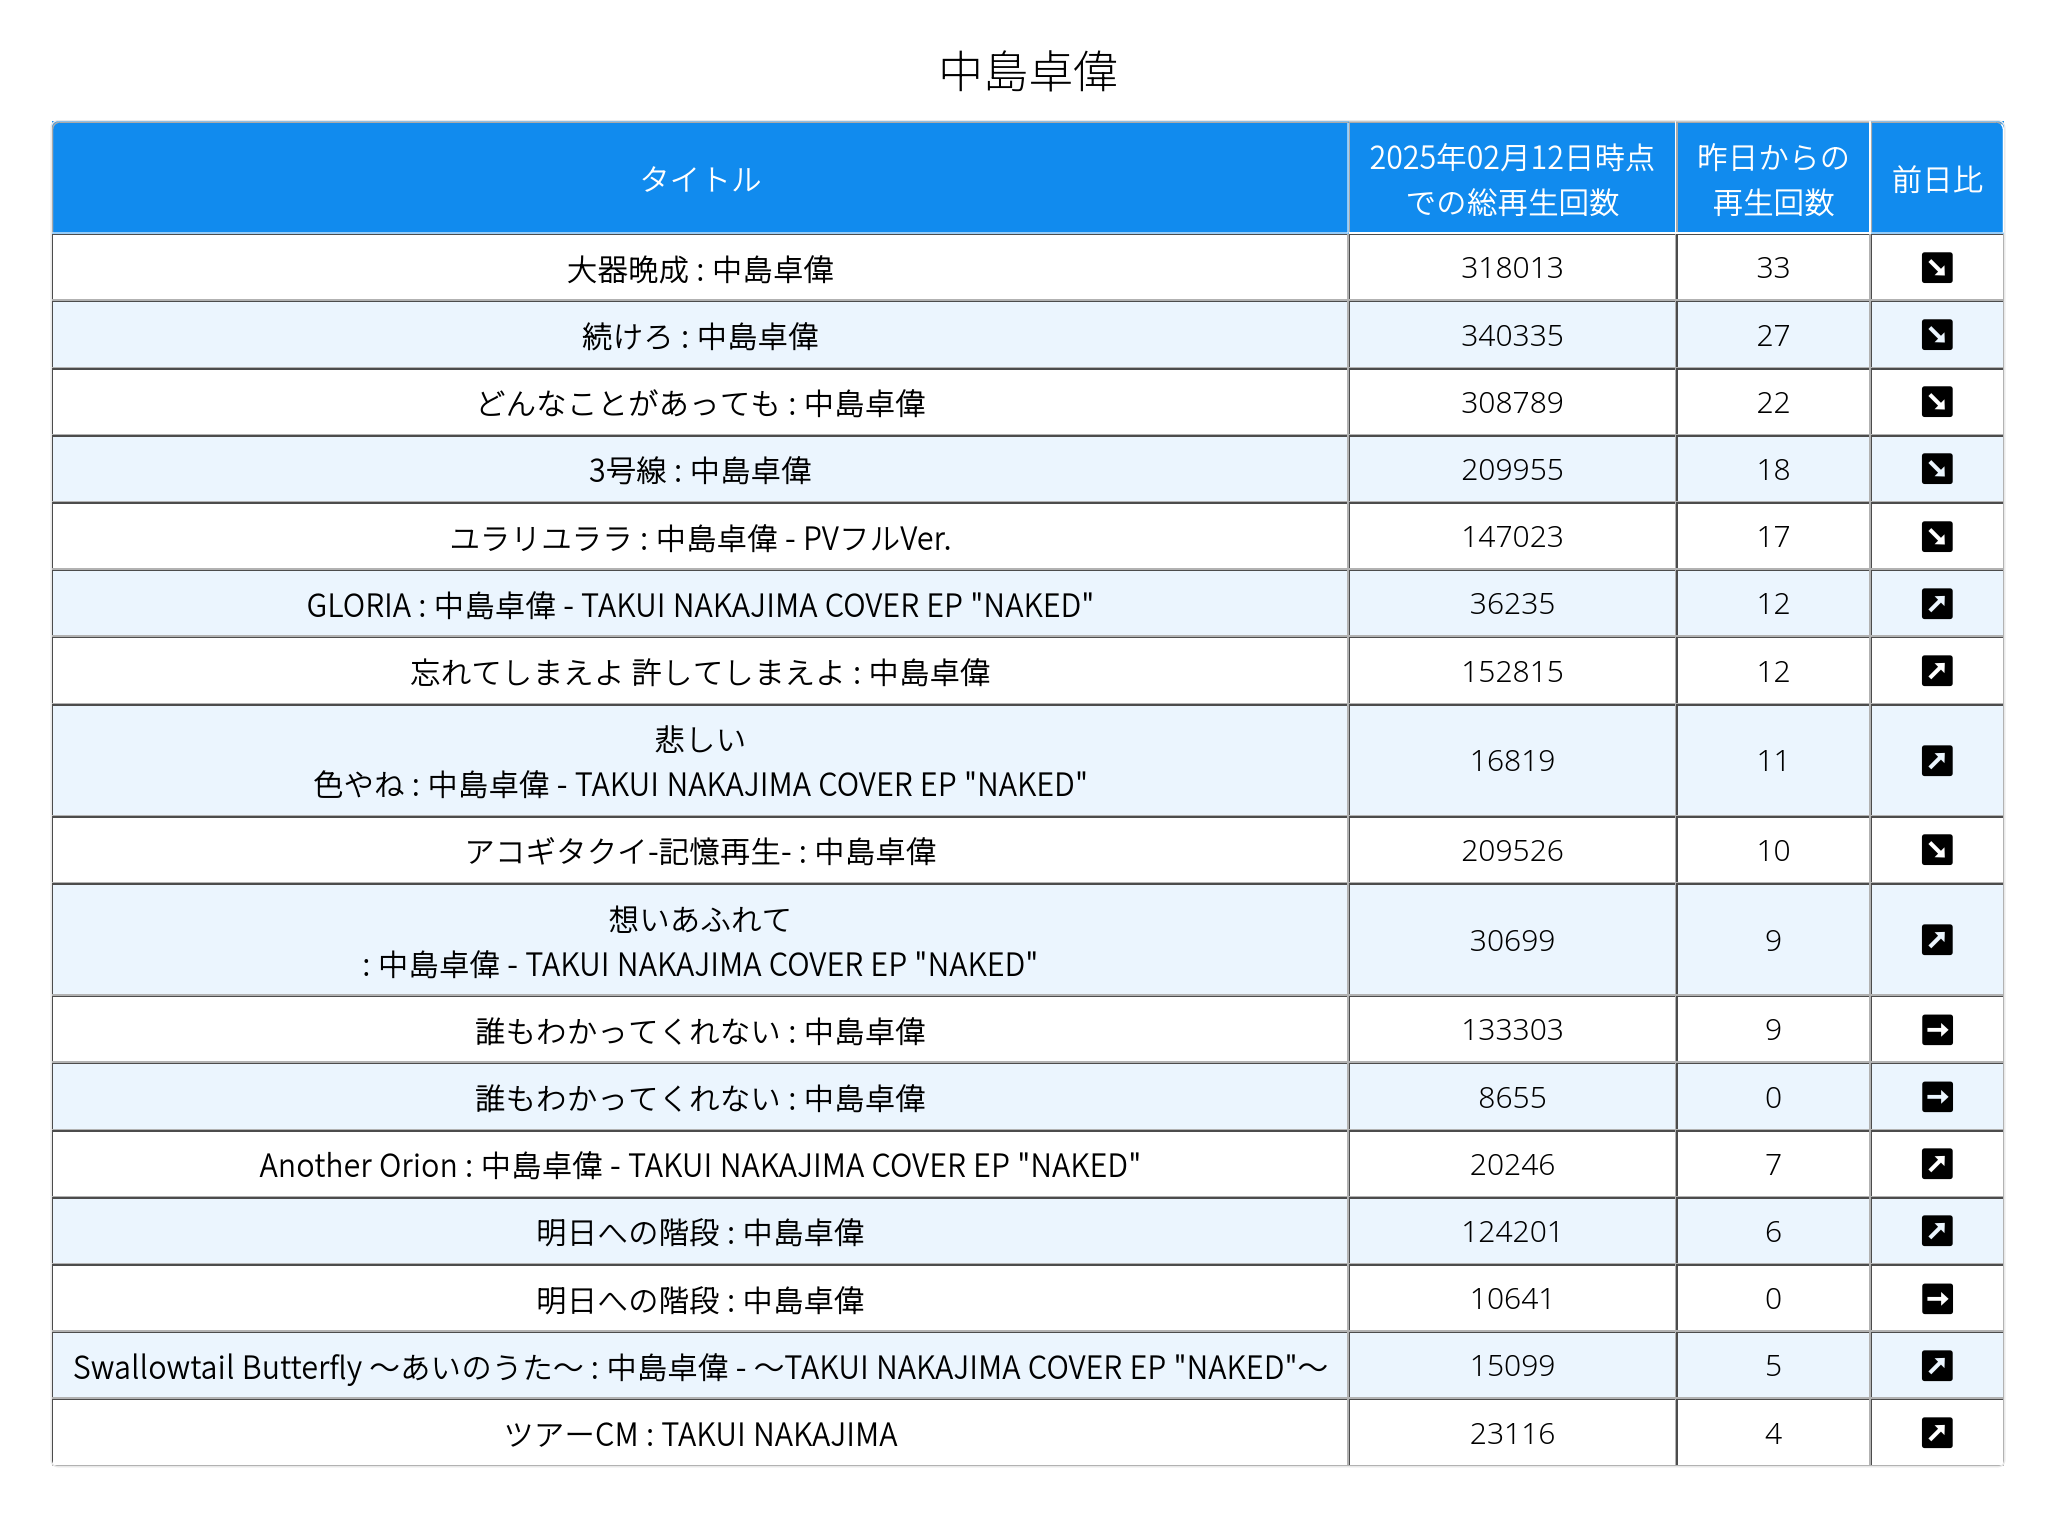 中島卓偉
タイトル 2025年02月12日時点 昨日からの 前日比
での総再生回数 再生回数
大器晩成 : 中島卓偉 318013 33 ↘
続けろ : 中島卓偉 340335 27 ↘
どんなことがあっても : 中島卓偉 308789 22 ↘
3号線 : 中島卓偉 209955 18 ↘
ユラリユララ : 中島卓偉 - PVフルVer. 147023 17 ↘
GLORIA : 中島卓偉 - TAKUI NAKAJIMA COVER EP "NAKED" 36235 12 ↗
忘れてしまえよ 許してしまえよ : 中島卓偉 152815 12 ↗
悲しい
色やね : 中島卓偉 - TAKUI NAKAJIMA COVER EP "NAKED" 16819 11 ↗
アコギタクイ-記憶再生- : 中島卓偉 209526 10 ↘
想いあふれて
: 中島卓偉 - TAKUI NAKAJIMA COVER EP "NAKED" 30699 9 ↗
誰もわかってくれない : 中島卓偉 133303 9 →
誰もわかってくれない : 中島卓偉 8655 0 →
Another Orion : 中島卓偉 - TAKUI NAKAJIMA COVER EP "NAKED" 20246 7 ↗
明日への階段 : 中島卓偉 124201 6 ↗
明日への階段 : 中島卓偉 10641 0 →
Swallowtail Butterfly 〜あいのうた〜 : 中島卓偉 - 〜TAKUI NAKAJIMA COVER EP "NAKED"〜 15099 5 ↗
ツアーCM : TAKUI NAKAJIMA 23116 4 ↗